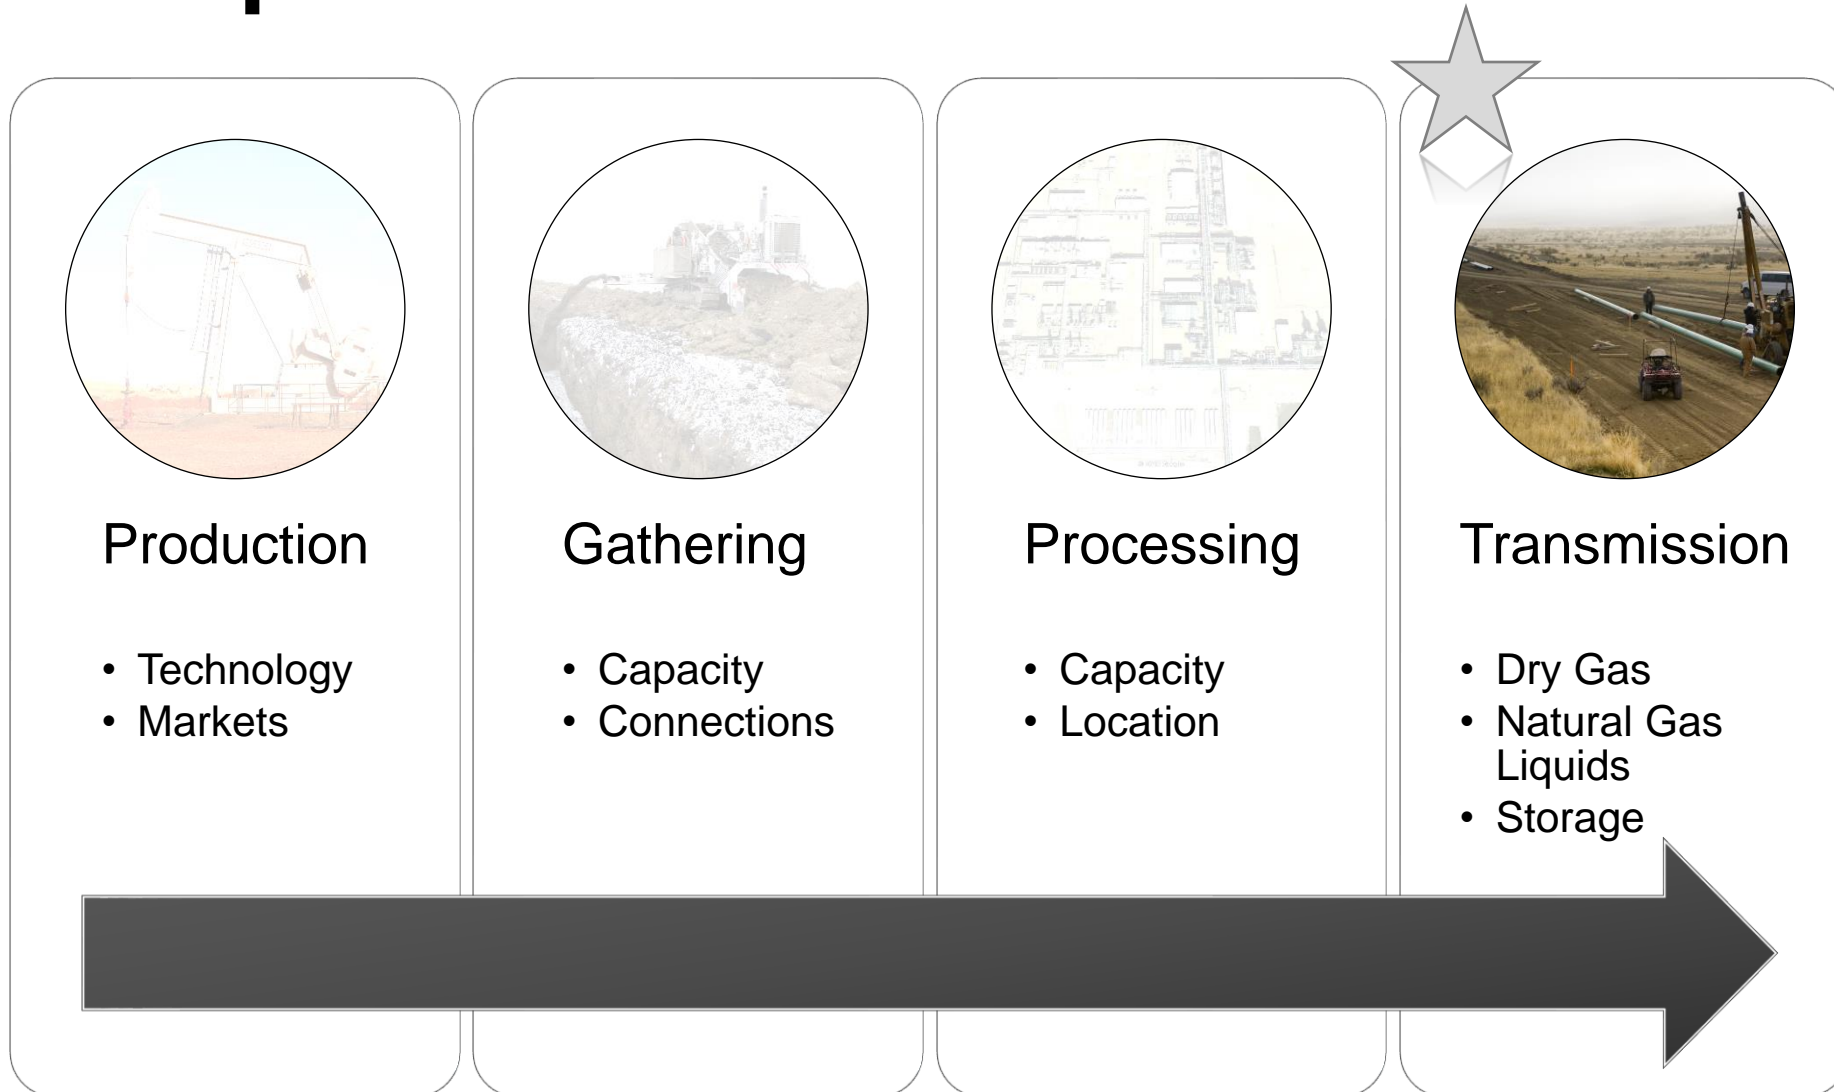 Production
• Technology
• Markets
Gathering
• Capacity
• Connections
Processing
• Capacity
• Location
Transmission
• Dry Gas
• Natural Gas
Liquids
• Storage